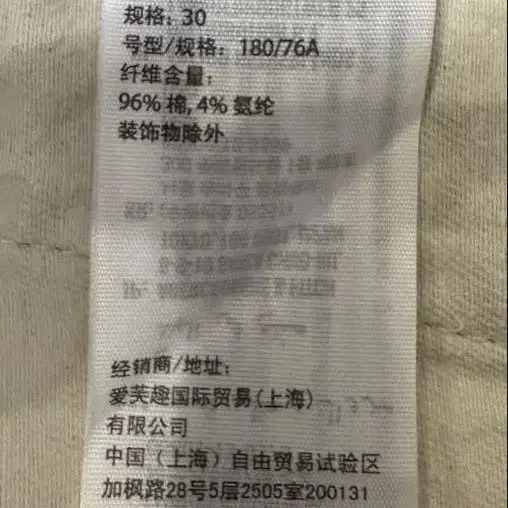 规格: 30
号型/规格: 180/76A
纤维含量:
96% 棉, 4% 氨纶
装饰物除外
经销商/地址:
爱芙趣国际贸易(上海)
有限公司
中国（上海）自由贸易试验区
加枫路28号5层2505室200131